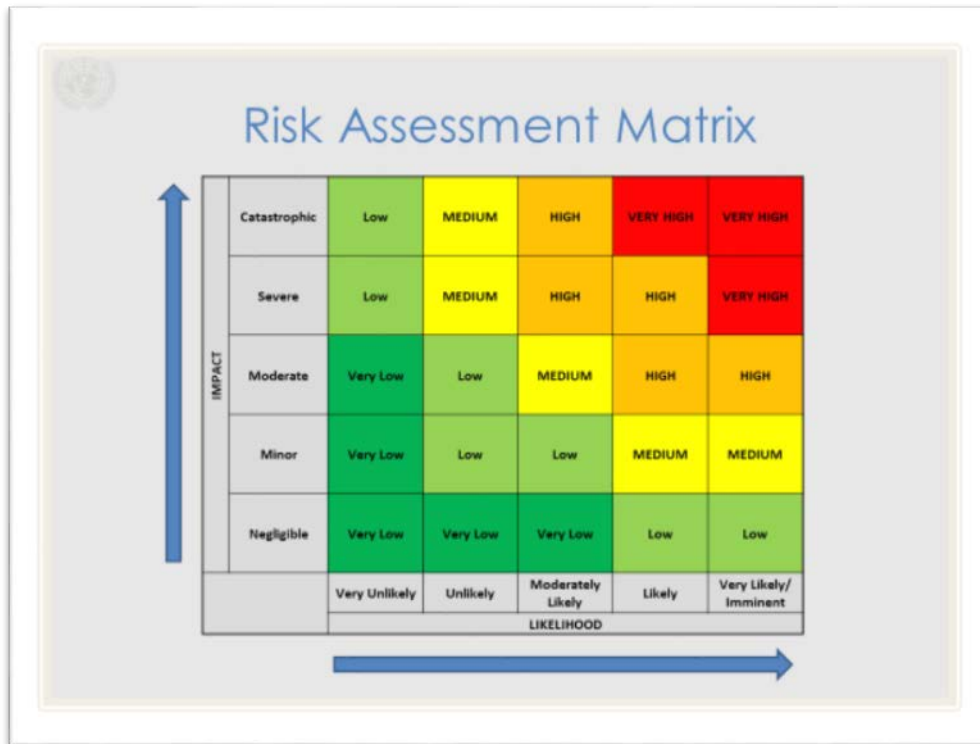 Risk Assessment Matrix
IMPACT
Catastrophic Low MEDIUM HIGH VERY HIGH VERY HIGH
Severe Low MEDIUM HIGH HIGH VERY HIGH
Moderate Very Low Low MEDIUM HIGH HIGH
Minor Very Low Low Low MEDIUM MEDIUM
Negligible Very Low Very Low Very Low Low Low
Very Unlikely Unlikely Moderately Likely Likely Very Likely/ Imminent
LIKELIHOOD